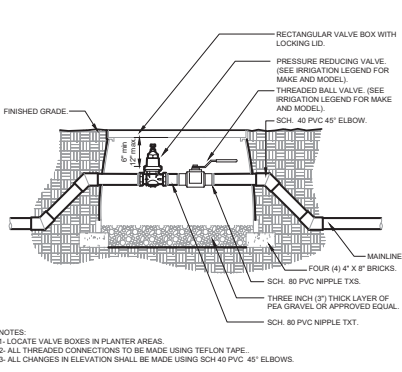 RECTANGULAR VALVE BOX WITH
LOCKING LID.
PRESSURE REDUCING VALVE.
(SEE IRRIGATION LEGEND FOR
MAKE AND MODEL).
THREADED BALL VALVE. (SEE
IRRIGATION LEGEND FOR MAKE
AND MODEL).
FINISHED GRADE.
SCH. 40 PVC 45° ELBOW.
6" min
12" max
MAINLINE
FOUR (4) 4" X 8" BRICKS.
SCH. 80 PVC NIPPLE TXS.
THREE INCH (3") THICK LAYER OF
PEA GRAVEL OR APPROVED EQUAL.
SCH. 80 PVC NIPPLE TXT.
NOTES:
1- LOCATE VALVE BOXES IN PLANTER AREAS.
2- ALL THREADED CONNECTIONS TO BE MADE USING TEFLON TAPE..
3- ALL CHANGES IN ELEVATION SHALL BE MADE USING SCH 40 PVC 45° ELBOWS.